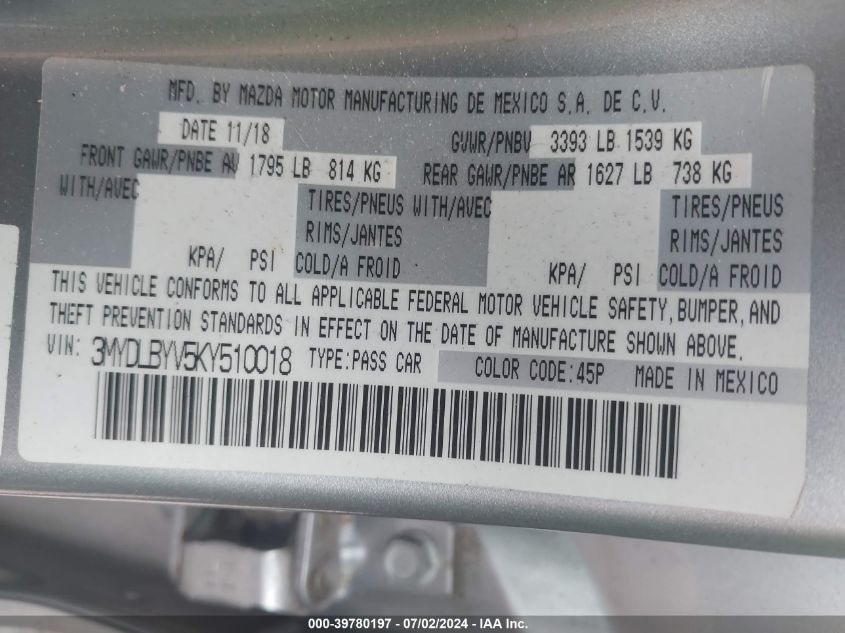 MFD. BY MAZDA MOTOR MANUFACTURING DE MEXICO S.A. DE C.V.
DATE 11/18 GVWR/PNBV 3393 LB 1539 KG
FRONT GAWR/PNBE AV 1795 LB 814 KG REAR GAWR/PNBE AR 1627 LB 738 KG
WITH/AVEC TIRES/PNEUS WITH/AVEC TIRES/PNEUS
RIMS/JANTES RIMS/JANTES
KPA/ PSI COLD/A FROID KPA/ PSI COLD/A FROID
THIS VEHICLE CONFORMS TO ALL APPLICABLE FEDERAL MOTOR VEHICLE SAFETY, BUMPER, AND
THEFT PREVENTION STANDARDS IN EFFECT ON THE DATE OF MANUFACTURE SHOWN ABOVE.
VIN: 3MYDLBYV5KY510018 TYPE:PASS CAR COLOR CODE:45P MADE IN MEXICO
000-39780197 - 07/02/2024 - IAA Inc.